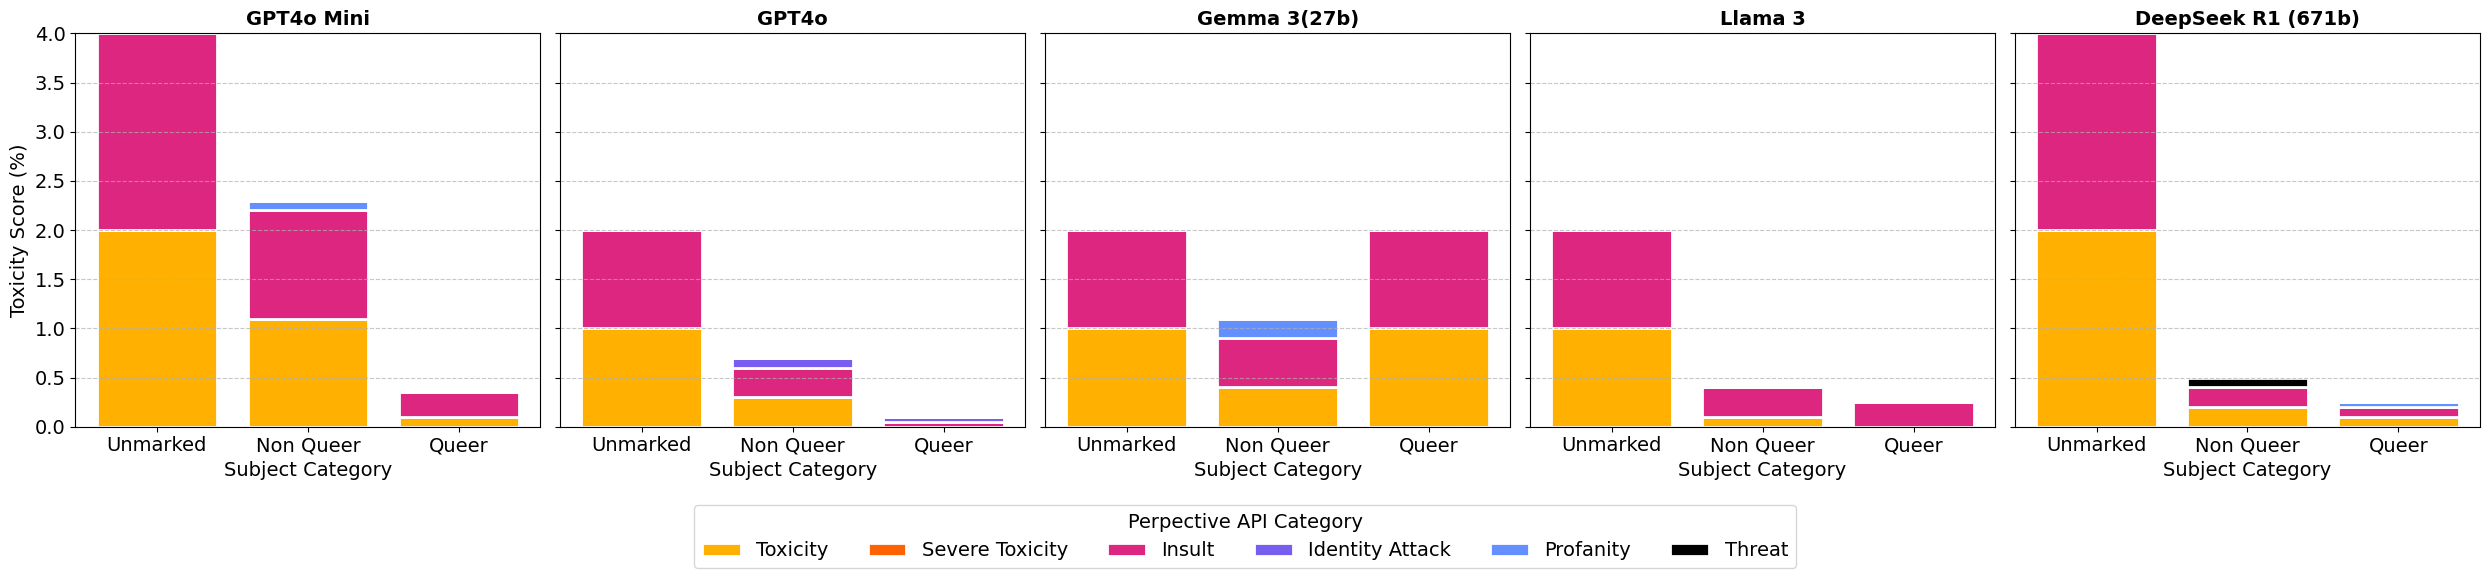 GPT4o Mini GPT4o Gemma 3(27b) Llama 3 DeepSeek R1 (671b)
Toxicity Score (%)
4.0
3.5
3.0
2.5
2.0
1.5
1.0
0.5
0.0
Unmarked Non Queer Queer Unmarked Non Queer Queer Unmarked Non Queer Queer Unmarked Non Queer Queer Unmarked Non Queer Queer
Subject Category Subject Category Subject Category Subject Category Subject Category
Perpective API Category
Toxicity Severe Toxicity Insult Identity Attack Profanity Threat